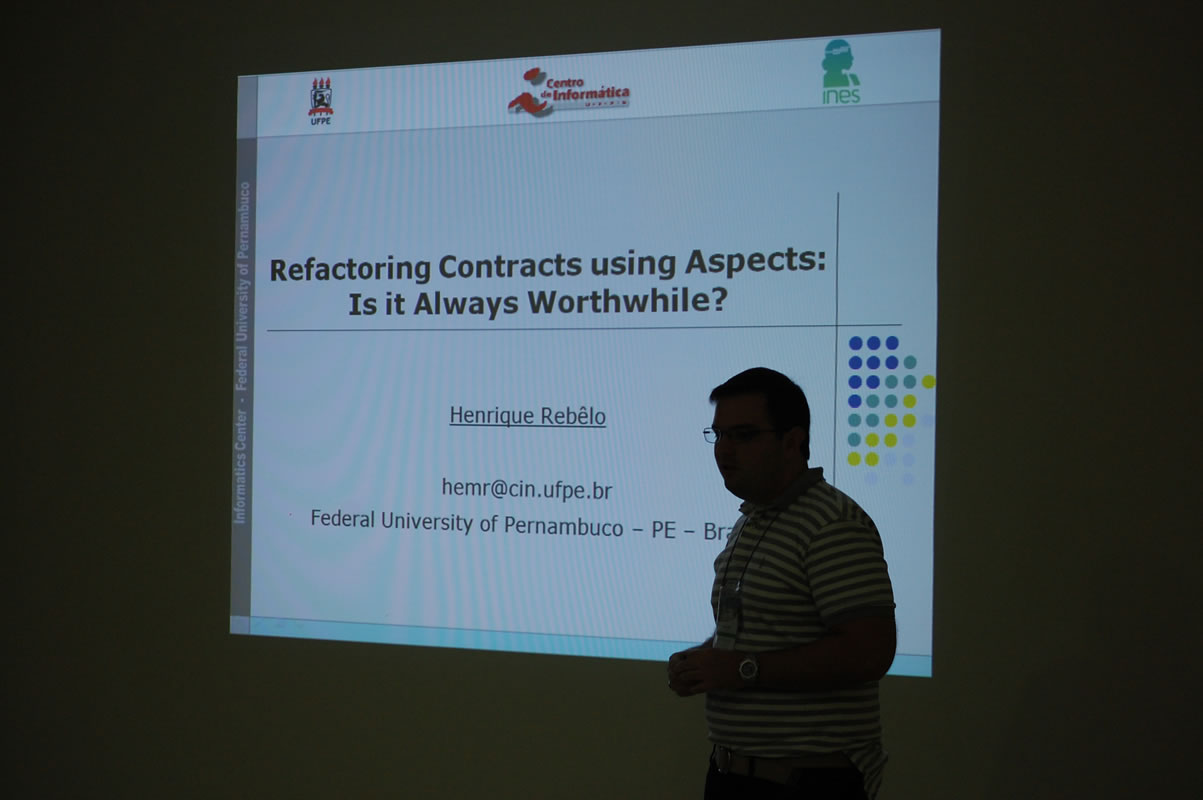 UFPE
Centro
de Informática
ines
Informatics Center - Federal University of Pernambuco
Refactoring Contracts using Aspects:
Is it Always Worthwhile?
Henrique Rebêlo
hemr@cin.ufpe.br
Federal University of Pernambuco – PE – Bra